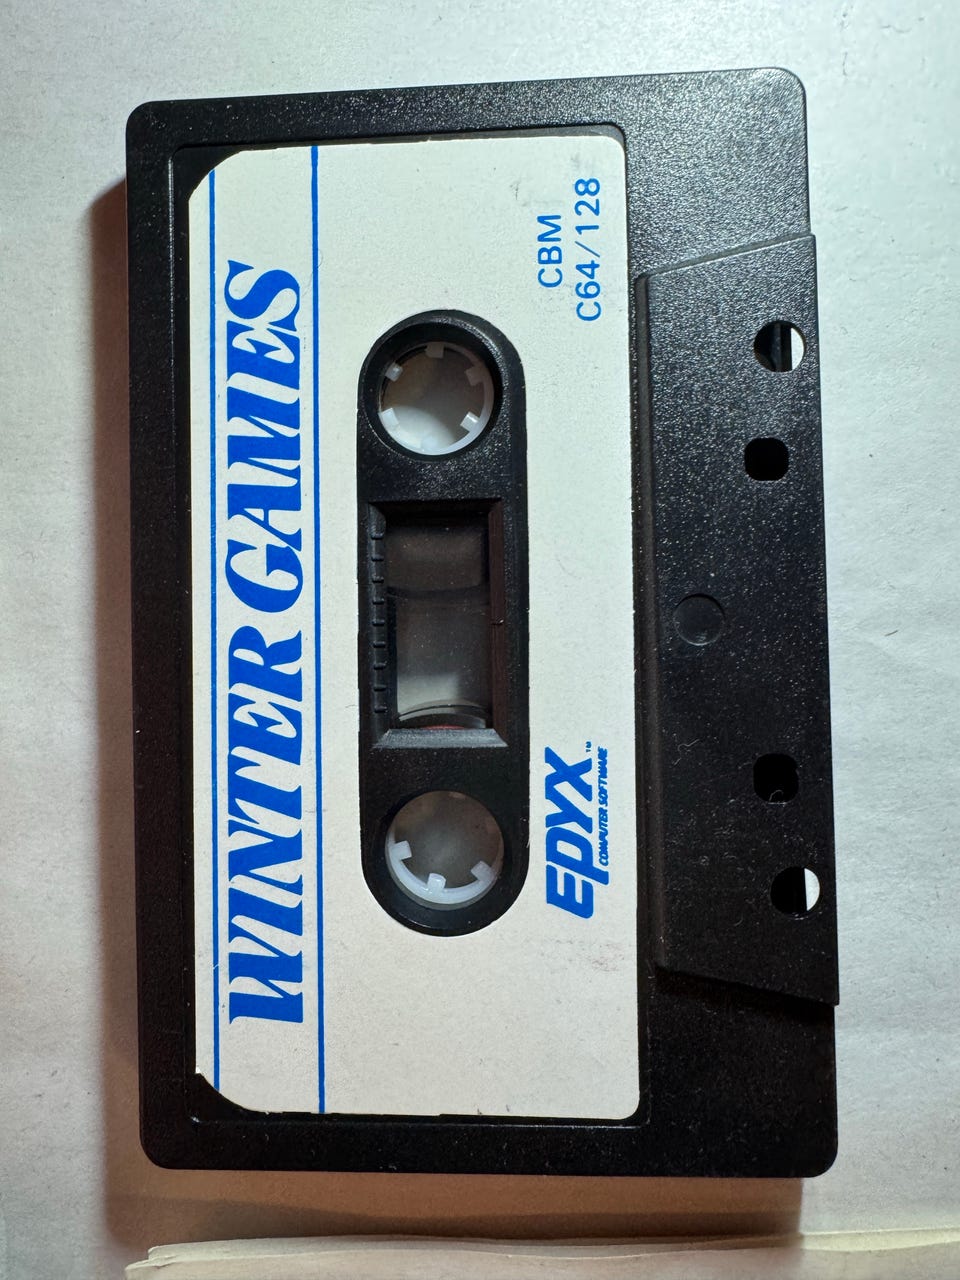 WINTER GAMES
CBM
C64/128
EPYX™
COMPUTER SOFTWARE